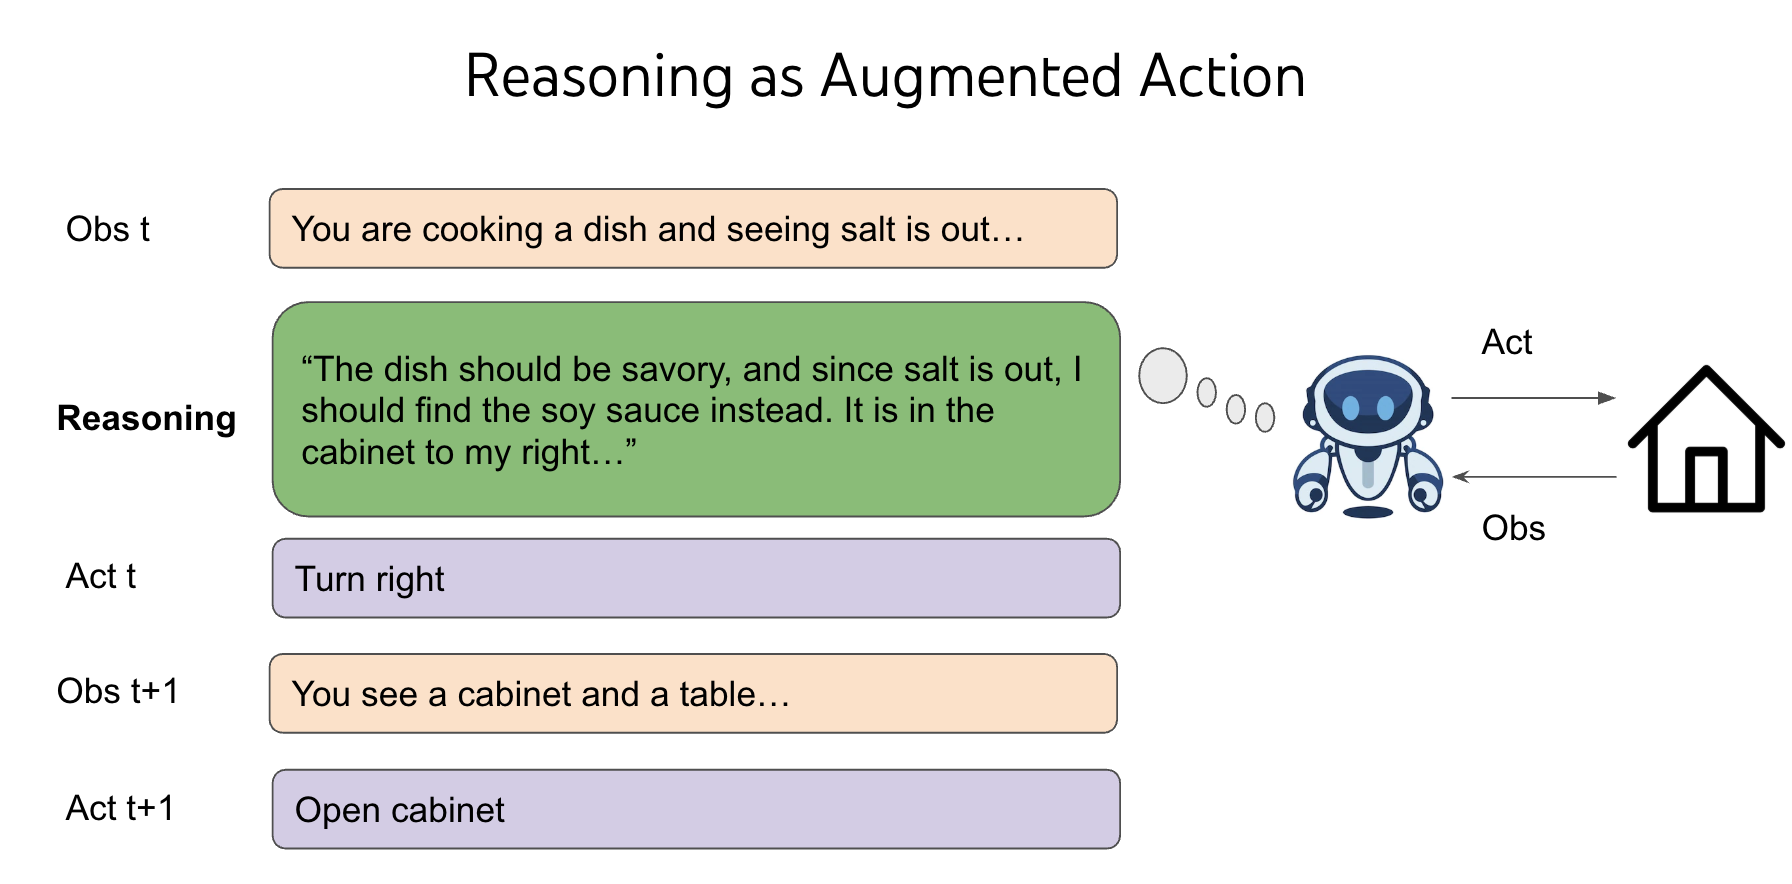 Reasoning as Augmented Action
Obs t
You are cooking a dish and seeing salt is out…
Reasoning
“The dish should be savory, and since salt is out, I
should find the soy sauce instead. It is in the
cabinet to my right…”
Act
Obs
Act t
Turn right
Obs t+1
You see a cabinet and a table…
Act t+1
Open cabinet